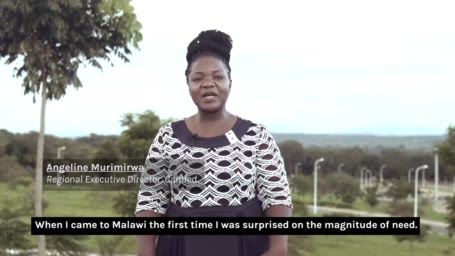 Angeline Murimirwa
Regional Executive Director, Camfed
When I came to Malawi the first time I was surprised on the magnitude of need.